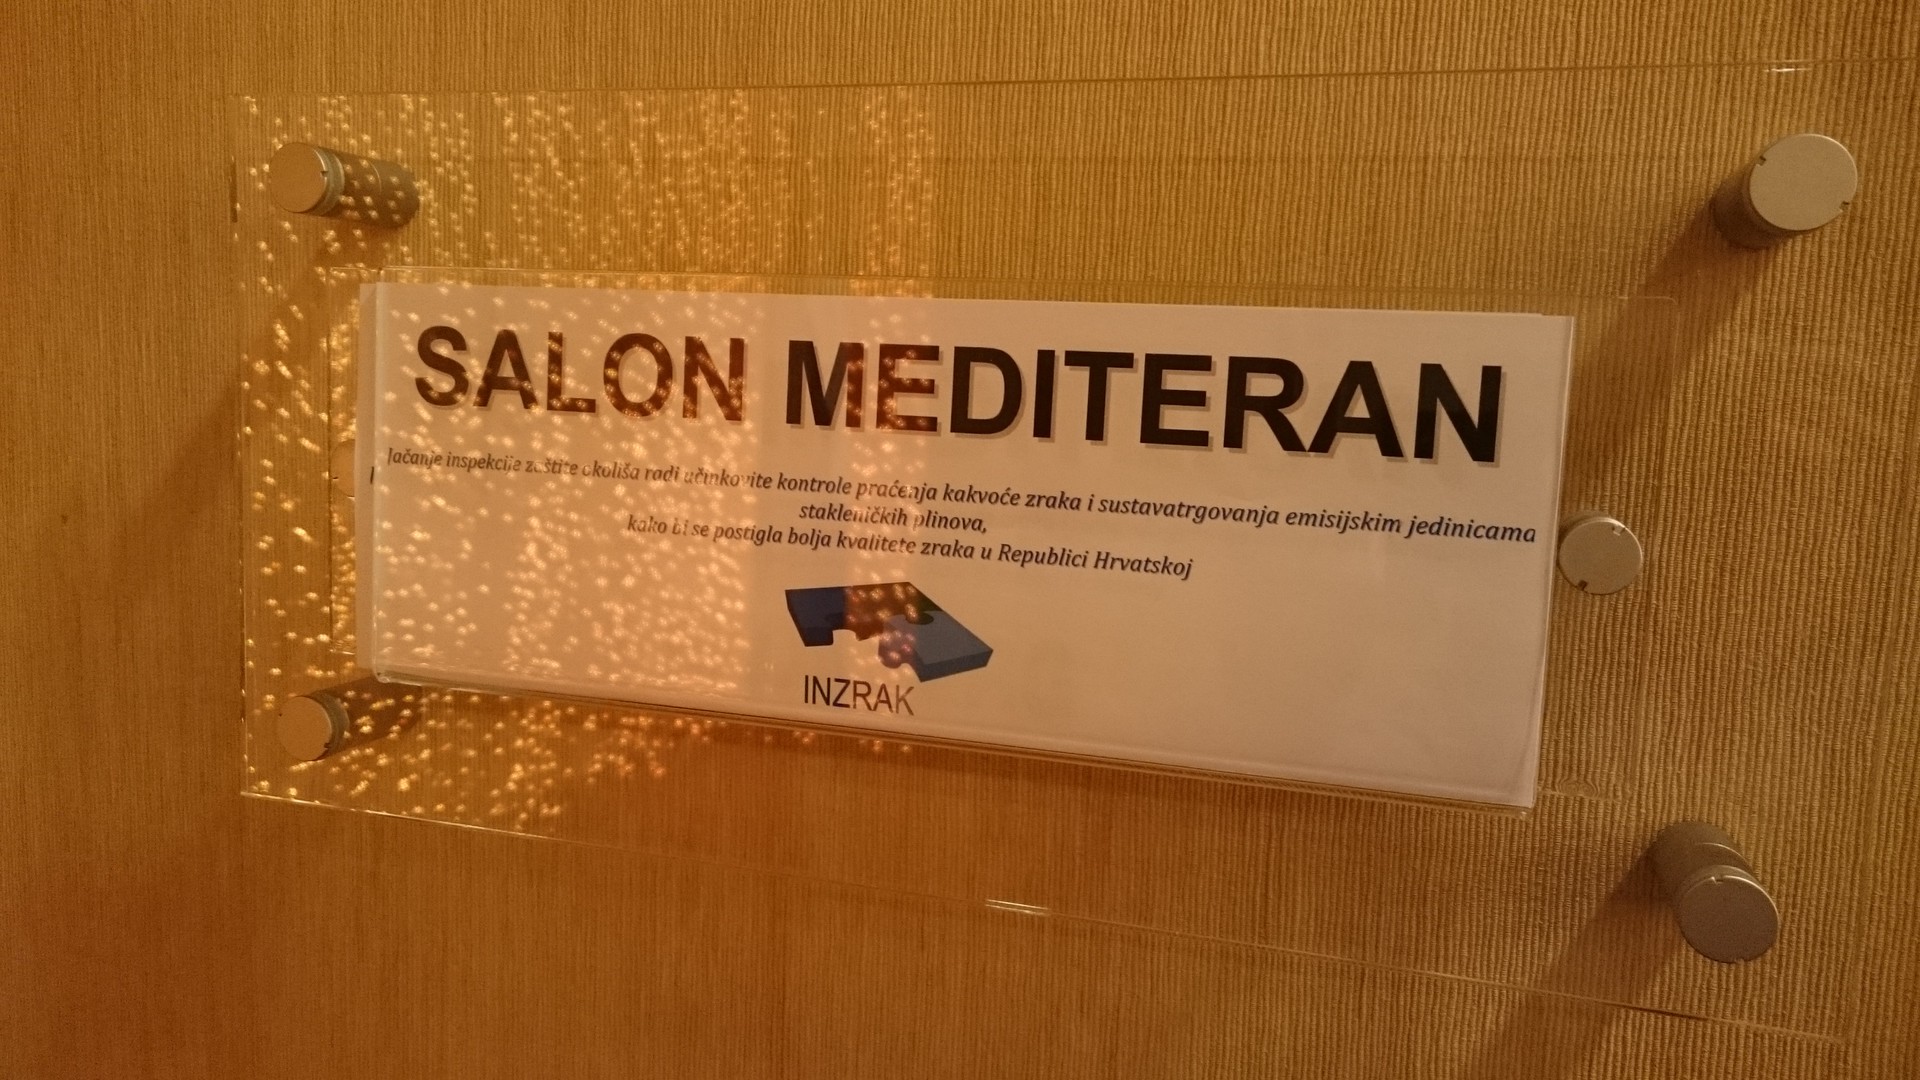 SALON MEDITERAN
Jačanje inspekcije zaštite okoliša radi učinkovite kontrole praćenja kakvoće zraka i sustavatrgovanja emisijskim jedinicama
stakleničkih plinova,
kako bi se postigla bolja kvalitete zraka u Republici Hrvatskoj
INZRAK